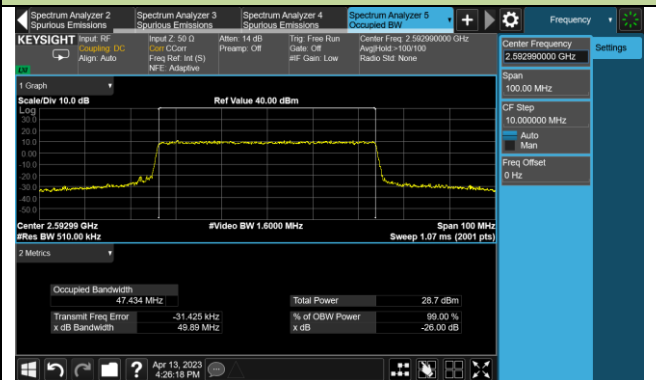 Spectrum Analyzer 2
Spurious Emissions
Spectrum Analyzer 3
Spurious Emissions
Spectrum Analyzer 4
Spurious Emissions
Spectrum Analyzer 5
Occupied BW
Frequency
KEYSIGHT
Input: RF
Coupling: DC
Align: Auto
Input Z: 50 Ω
Corr CCorr
Freq Ref: Int (S)
NFE: Adaptive
Atten: 14 dB
Preamp: Off
Trig: Free Run
Gate: Off
#IF Gain: Low
Center Freq: 2.592990000 GHz
Avg|Hold:>100/100
Radio Std: None
1 Graph
Scale/Div 10.0 dB
Ref Value 40.00 dBm
Log
30.0
20.0
10.0
0.00
-10.0
-20.0
-30.0
-40.0
-50.0
Center 2.59299 GHz
#Video BW 1.6000 MHz
Span 100 MHz
#Res BW 510.00 kHz
Sweep 1.07 ms (2001 pts)
2 Metrics
Occupied Bandwidth
47.434 MHz
Total Power
28.7 dBm
Transmit Freq Error
-31.425 kHz
% of OBW Power
99.00 %
x dB Bandwidth
49.89 MHz
x dB
-26.00 dB
Center Frequency
2.592990000 GHz
Settings
Span
100.00 MHz
CF Step
10.000000 MHz
Auto
Man
Freq Offset
0 Hz
Apr 13, 2023
4:26:18 PM